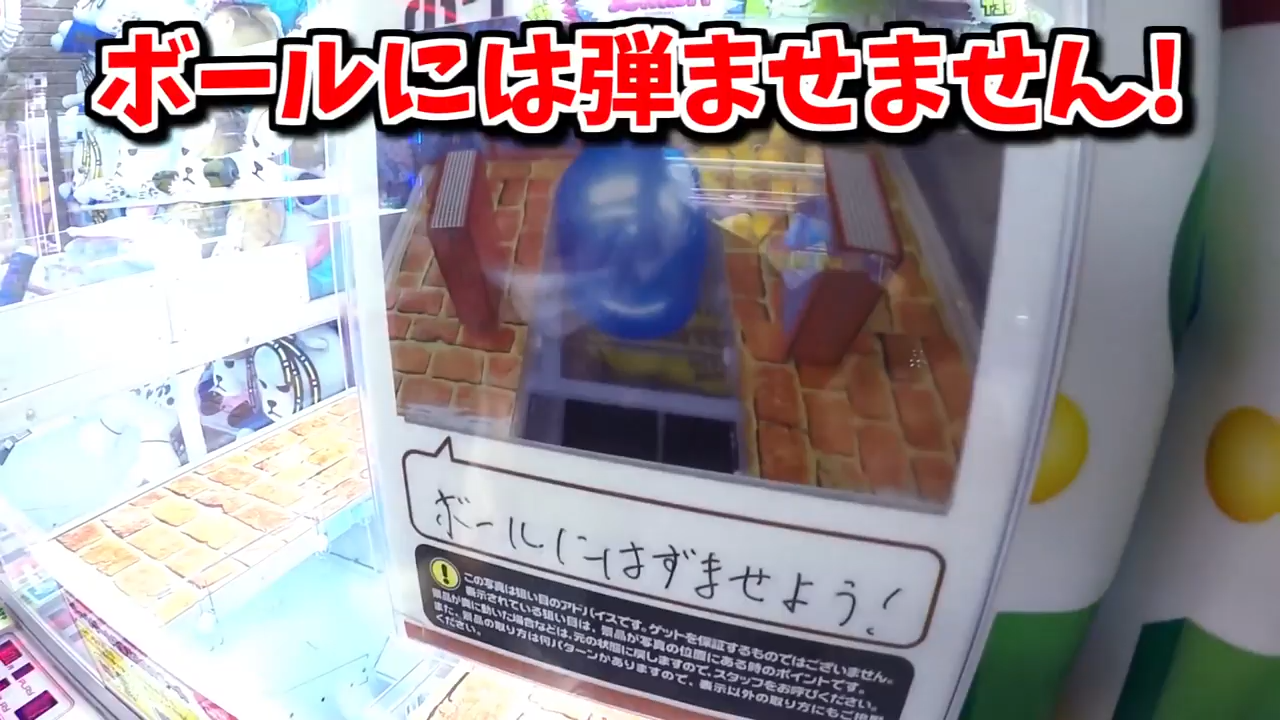 ボールには弾ませません!
ボールにはずませよう!
この写真は狙い目のアドバイスです。ゲットを保証するものではございません。
表示されている狙い目は、景品が写真の位置にある時のポイントです。
景品が奥に動いた場合などは、元の状態に戻しますので、スタッフをお呼びください。
また、景品の取り方は何パターンかありますので、表示以外の取り方にもご挑戦
ください。